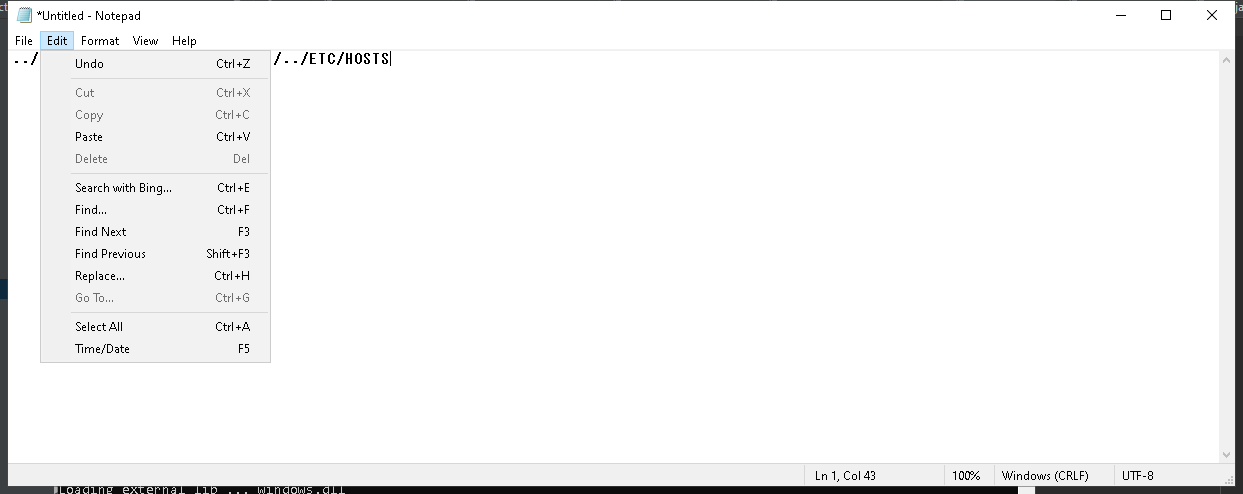 *Untitled - Notepad
File Edit Format View Help
../ /../ETC/HOSTS
Undo Ctrl+Z
Cut Ctrl+X
Copy Ctrl+C
Paste Ctrl+V
Delete Del
Search with Bing... Ctrl+E
Find... Ctrl+F
Find Next F3
Find Previous Shift+F3
Replace... Ctrl+H
Go To... Ctrl+G
Select All Ctrl+A
Time/Date F5
Ln 1, Col 43 100% Windows (CRLF) UTF-8
Loading external lib ... windows.dll